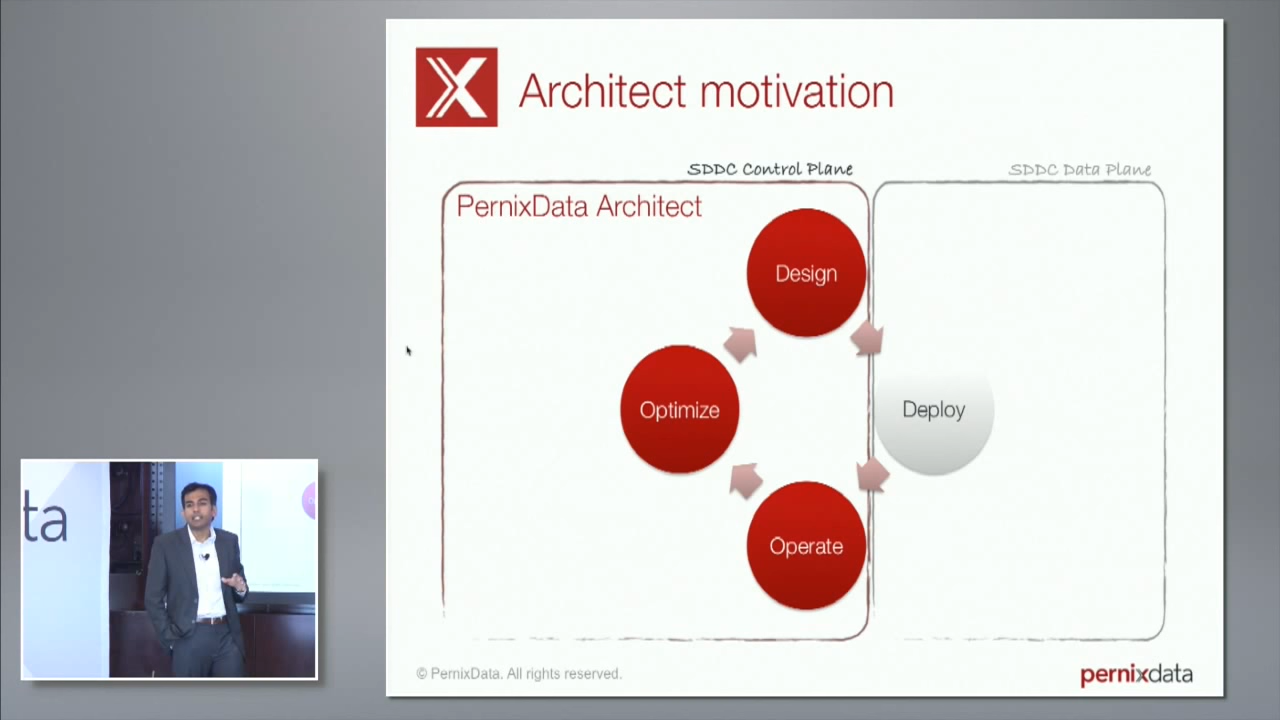 Architect motivation
SDDC Control Plane
SDDC Data Plane
PernixData Architect
Design
Optimize
Deploy
Operate
ta
© PernixData. All rights reserved.
pernixdata